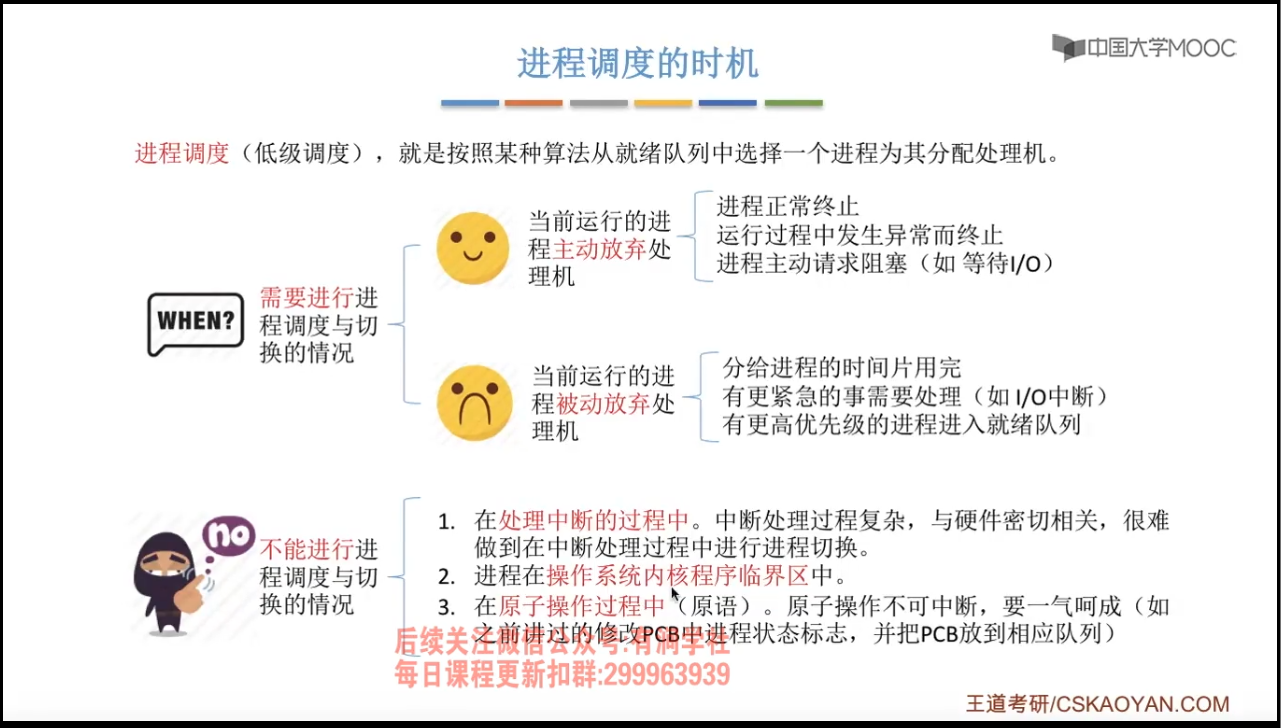 进程调度的时机
中国大学MOOC
进程调度（低级调度），就是按照某种算法从就绪队列中选择一个进程为其分配处理机。
WHEN?
需要进行进
程调度与切
换的情况
当前运行的进
程主动放弃处
理机
进程正常终止
运行过程中发生异常而终止
进程主动请求阻塞（如 等待I/O）
当前运行的进
程被动放弃处
理机
分给进程的时间片用完
有更紧急的事需要处理（如 I/O中断）
有更高优先级的进程进入就绪队列
no
不能进行进
程调度与切
换的情况
1. 在处理中断的过程中。中断处理过程复杂，与硬件密切相关，很难
做到在中断处理过程中进行进程切换。
2. 进程在操作系统内核程序临界区中。
3. 在原子操作过程中（原语）。原子操作不可中断，要一气呵成（如
之前讲过的修改PCB中进程状态标志，并把PCB放到相应队列）
后续关注微信公众号:有渦学社
每日课程更新扣群:299963939
王道考研/CSKAOYAN.COM